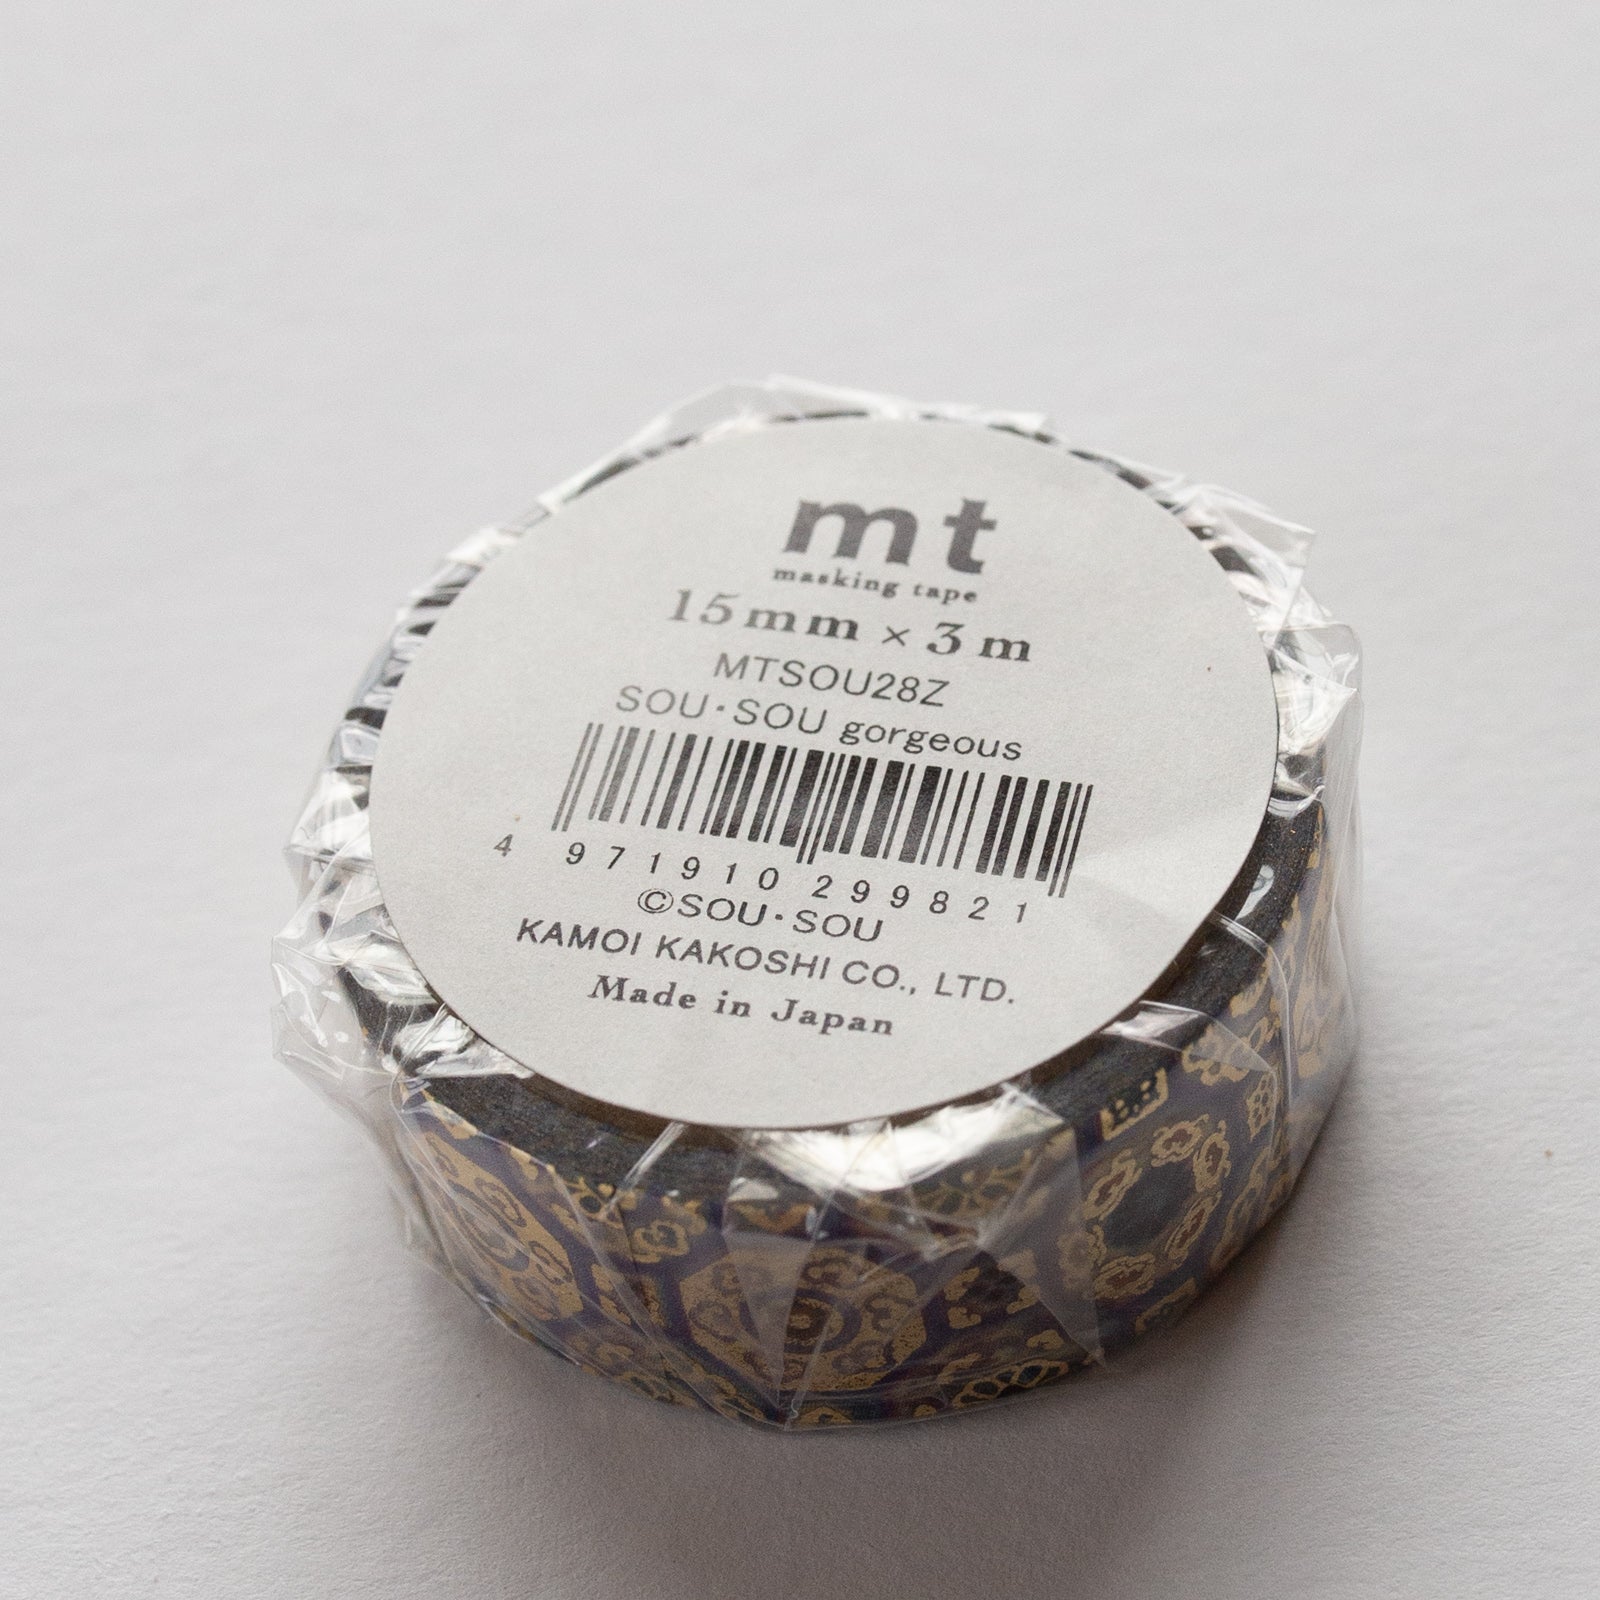 mt
masking tape
15mm × 3m
MTSOU28Z
SOU・SOU gorgeous
4 971910 299821
©SOU・SOU
KAMOI KAKOSHI CO., LTD.
Made in Japan